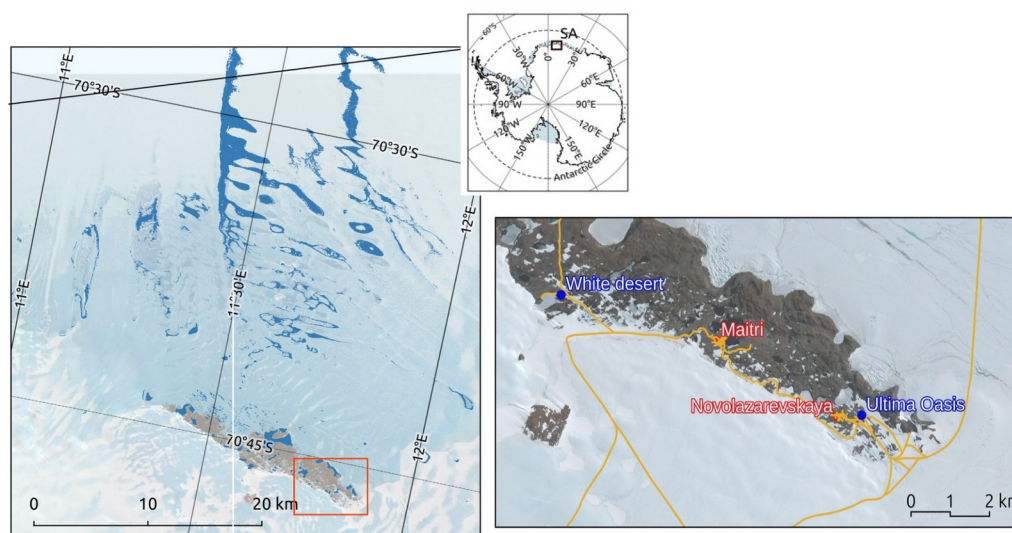 11°E
70°30'S
70°30'S
12°E
11°E
11°30'E
70°45'S
12°E
0 10 20 km
60°S
SA
30°W
0°
30°E
60°W
60°E
90°W
90°E
120°W
120°E
150°W
150°E
Antarctic Circle
White desert
Maitri
Novolazarevskaya
Ultima Oasis
0 1 2 km